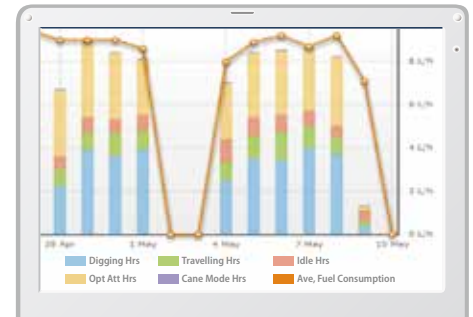 8 L/h
6 L/h
4 L/h
2 L/h
0 L/h
28 Apr 1 May 4 May 7 May 10 May
Digging Hrs Travelling Hrs Idle Hrs
Opt Att Hrs Cane Mode Hrs Ave, Fuel Consumption